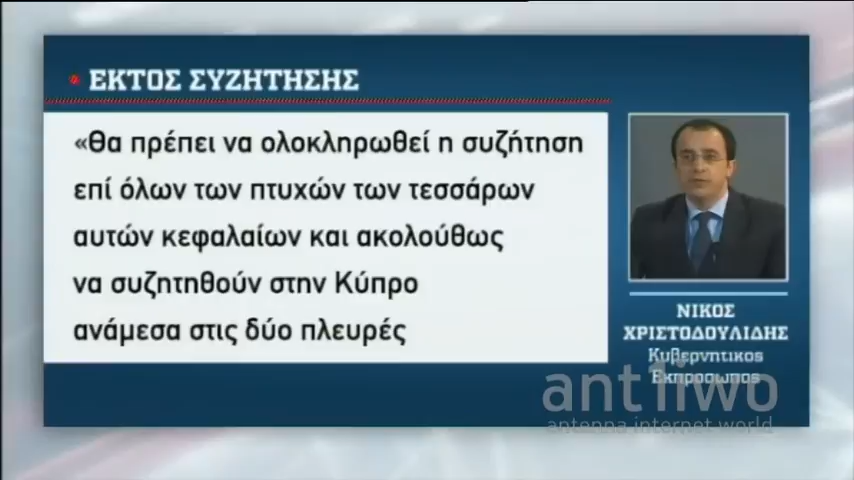 ΕΚΤΟΣ ΣΥΖΗΤΗΣΗΣ
«Θα πρέπει να ολοκληρωθεί η συζήτηση
επί όλων των πτυχών των τεσσάρων
αυτών κεφαλαίων και ακολούθως
να συζητηθούν στην Κύπρο
ανάμεσα στις δύο πλευρές
ΝΙΚΟΣ
ΧΡΙΣΤΟΔΟΥΛΙΔΗΣ
Κυβερνητικος
Εκπροσωπος
ant1iwo
antenna internet world